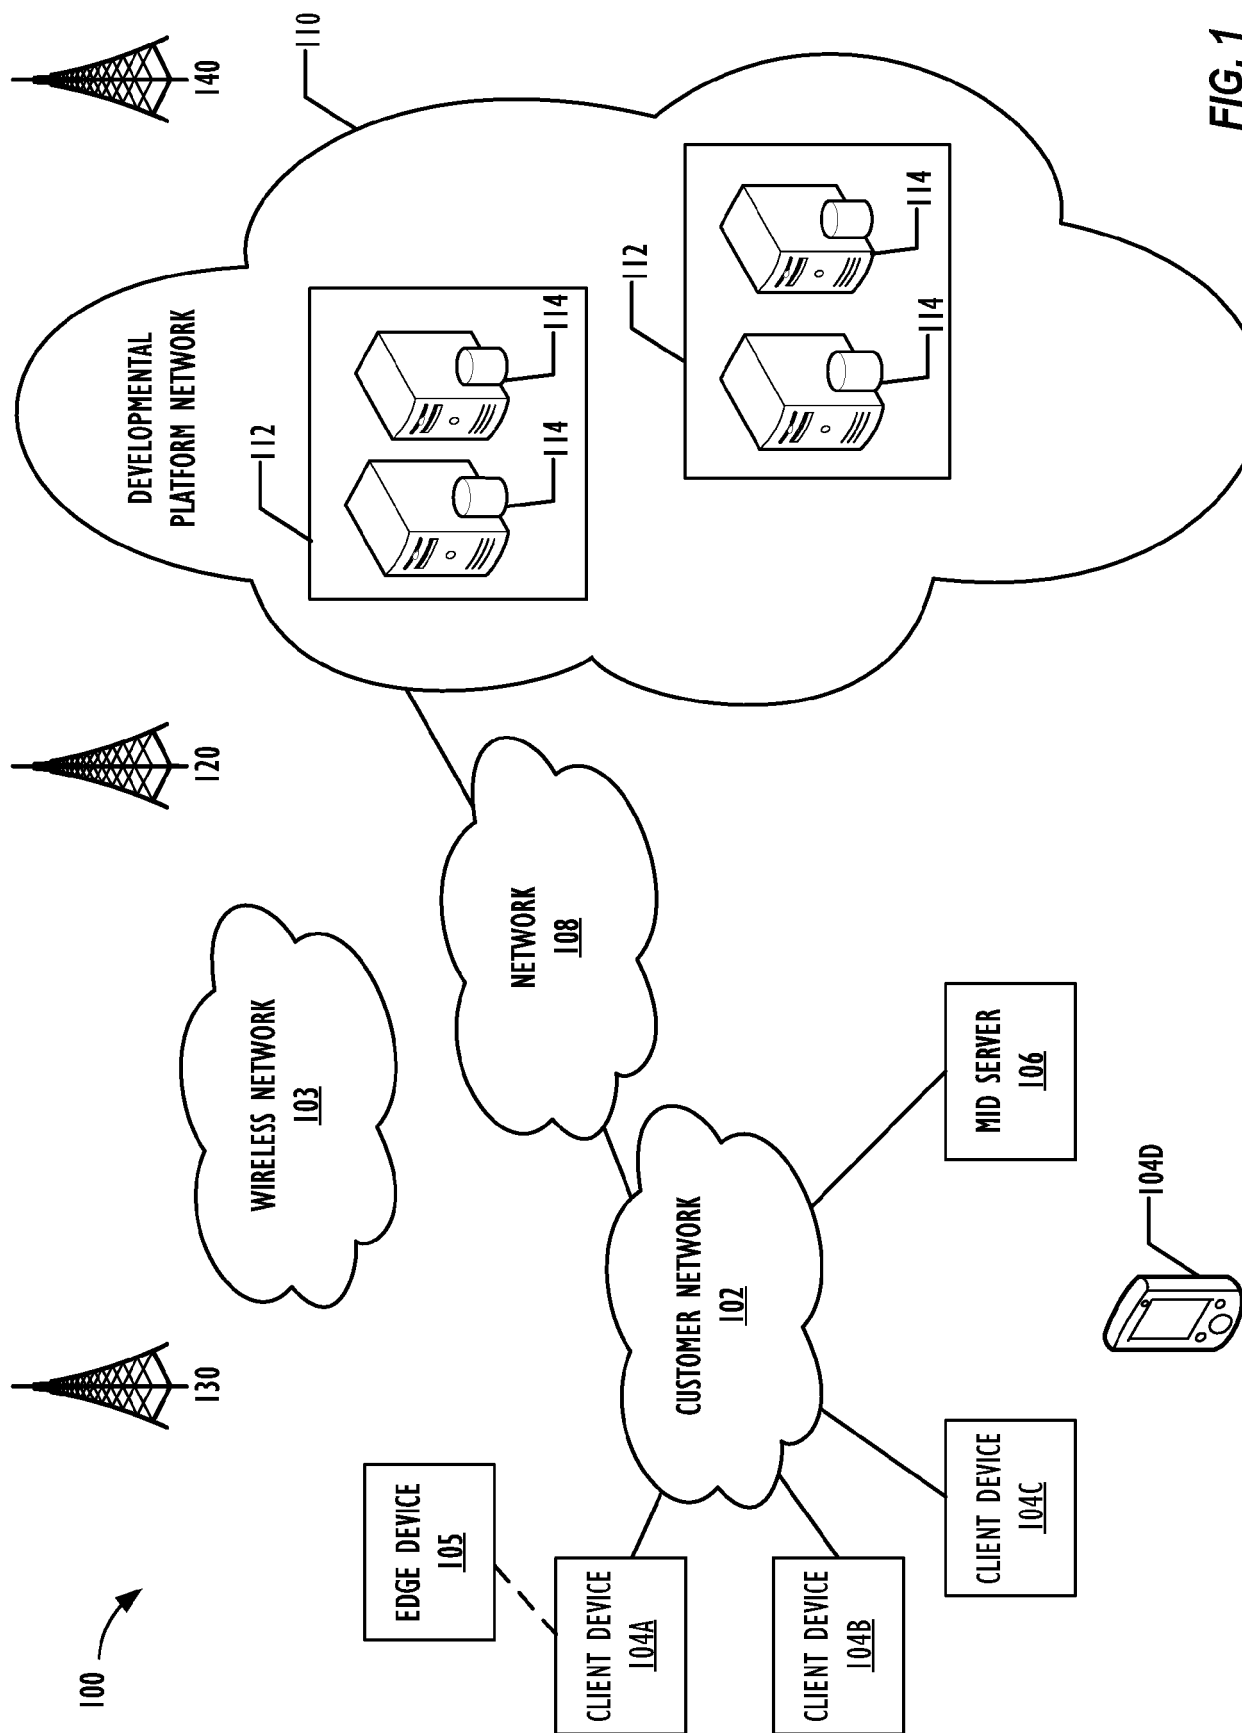 100
130
120
140
EDGE DEVICE
105
WIRELESS NETWORK
103
DEVELOPMENTAL
PLATFORM NETWORK
110
112
114
114
CLIENT DEVICE
104A
NETWORK
108
CUSTOMER NETWORK
102
CLIENT DEVICE
104B
112
114
114
CLIENT DEVICE
104C
MID SERVER
106
104D
FIG. 1